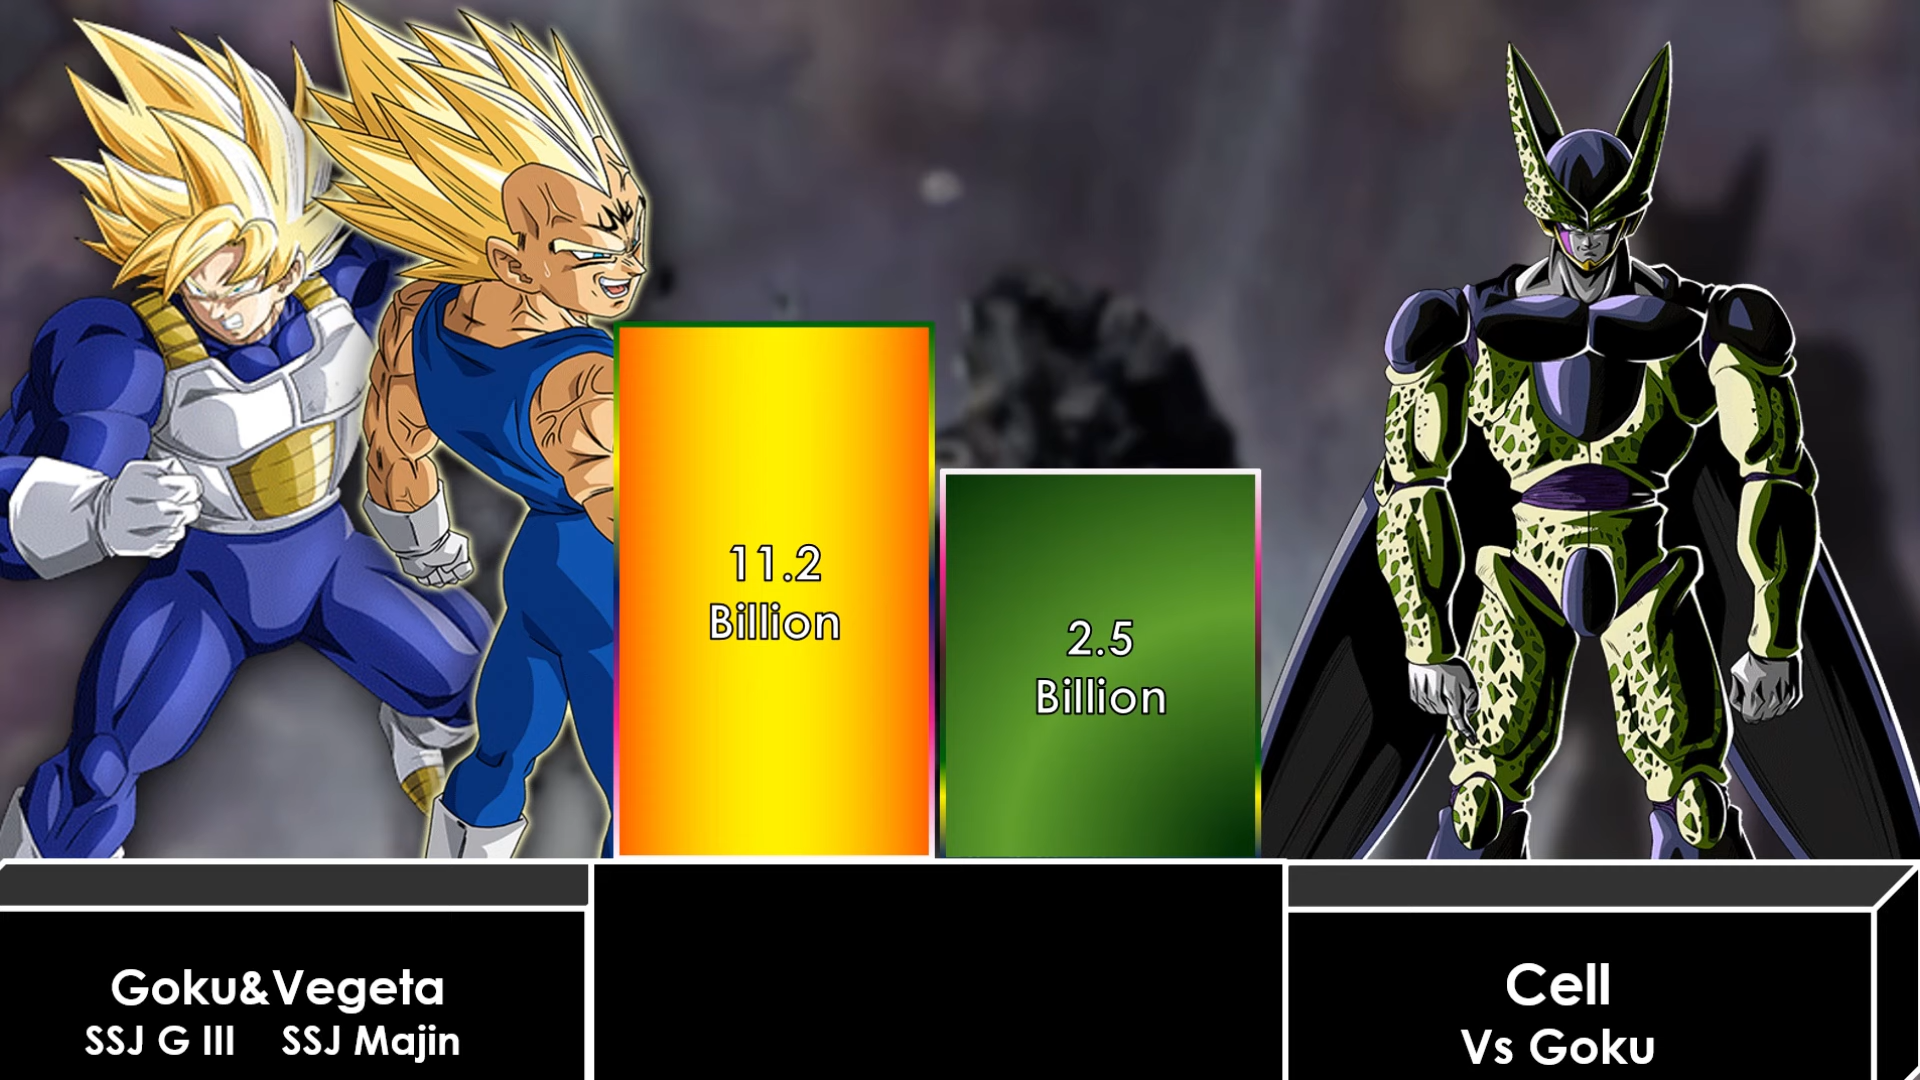 11.2
Billion
2.5
Billion
Goku&Vegeta
SSJ G III SSJ Majin
Cell
Vs Goku